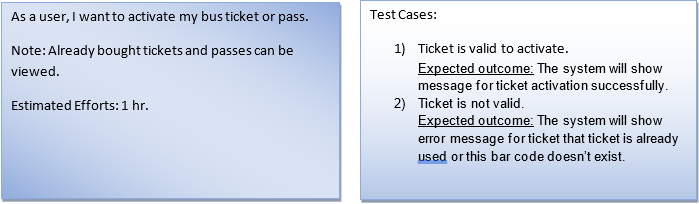 As a user, I want to activate my bus ticket or pass.
Note: Already bought tickets and passes can be
viewed.
Estimated Efforts: 1 hr.
Test Cases:
1) Ticket is valid to activate.
Expected outcome: The system will show
message for ticket activation successfully.
2) Ticket is not valid.
Expected outcome: The system will show
error message for ticket that ticket is already
used or this bar code doesn't exist.